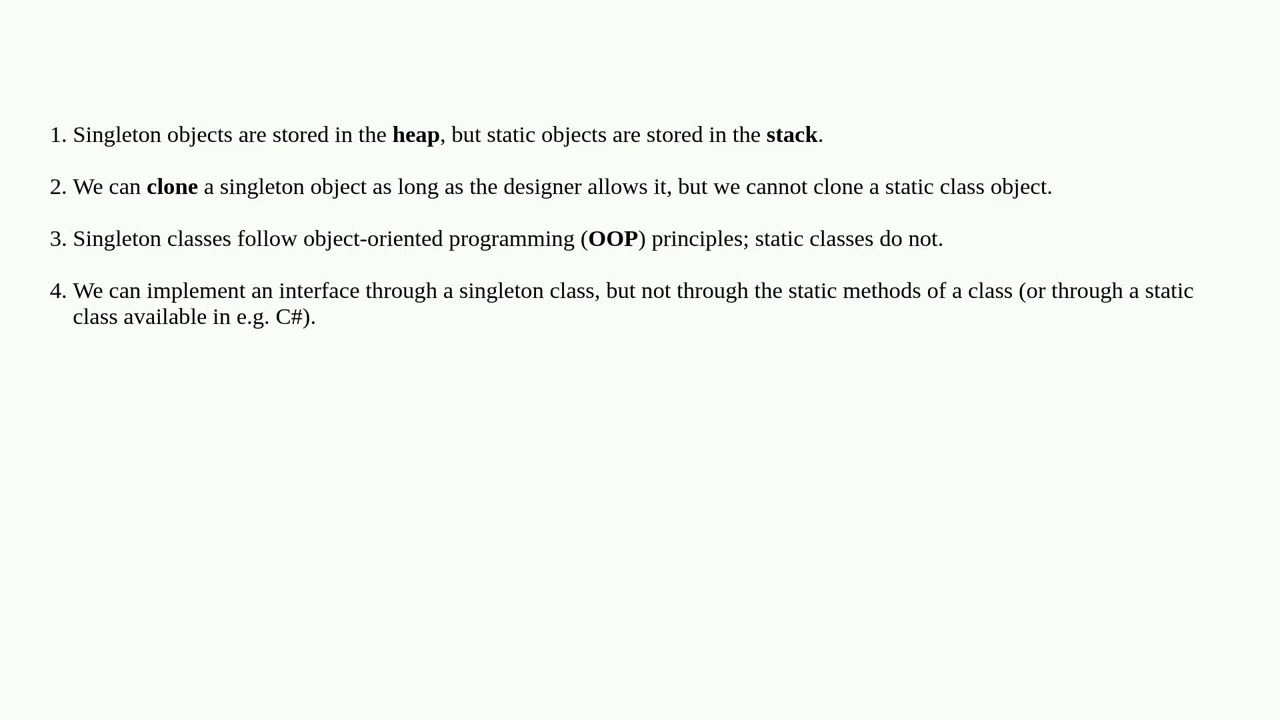 1. Singleton objects are stored in the heap, but static objects are stored in the stack.
2. We can clone a singleton object as long as the designer allows it, but we cannot clone a static class object.
3. Singleton classes follow object-oriented programming (OOP) principles; static classes do not.
4. We can implement an interface through a singleton class, but not through the static methods of a class (or through a static
class available in e.g. C#).